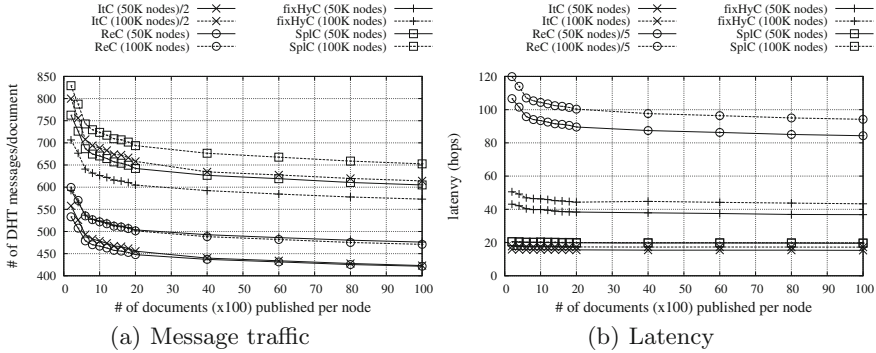 ItC (50K nodes)/2
ItC (100K nodes)/2
ReC (50K nodes)
ReC (100K nodes)
fixHyC (50K nodes)
fixHyC (100K nodes)
SplC (50K nodes)
SplC (100K nodes)
# of DHT messages/document
850
800
750
700
650
600
550
500
450
400
0 10 20 30 40 50 60 70 80 90 100
# of documents (x100) published per node
(a) Message traffic
ItC (50K nodes)
ItC (100K nodes)
ReC (50K nodes)/5
ReC (100K nodes)/5
fixHyC (50K nodes)
fixHyC (100K nodes)
SplC (50K nodes)
SplC (100K nodes)
latenvy (hops)
120
100
80
60
40
20
0
0 10 20 30 40 50 60 70 80 90 100
# of documents (x100) published per node
(b) Latency